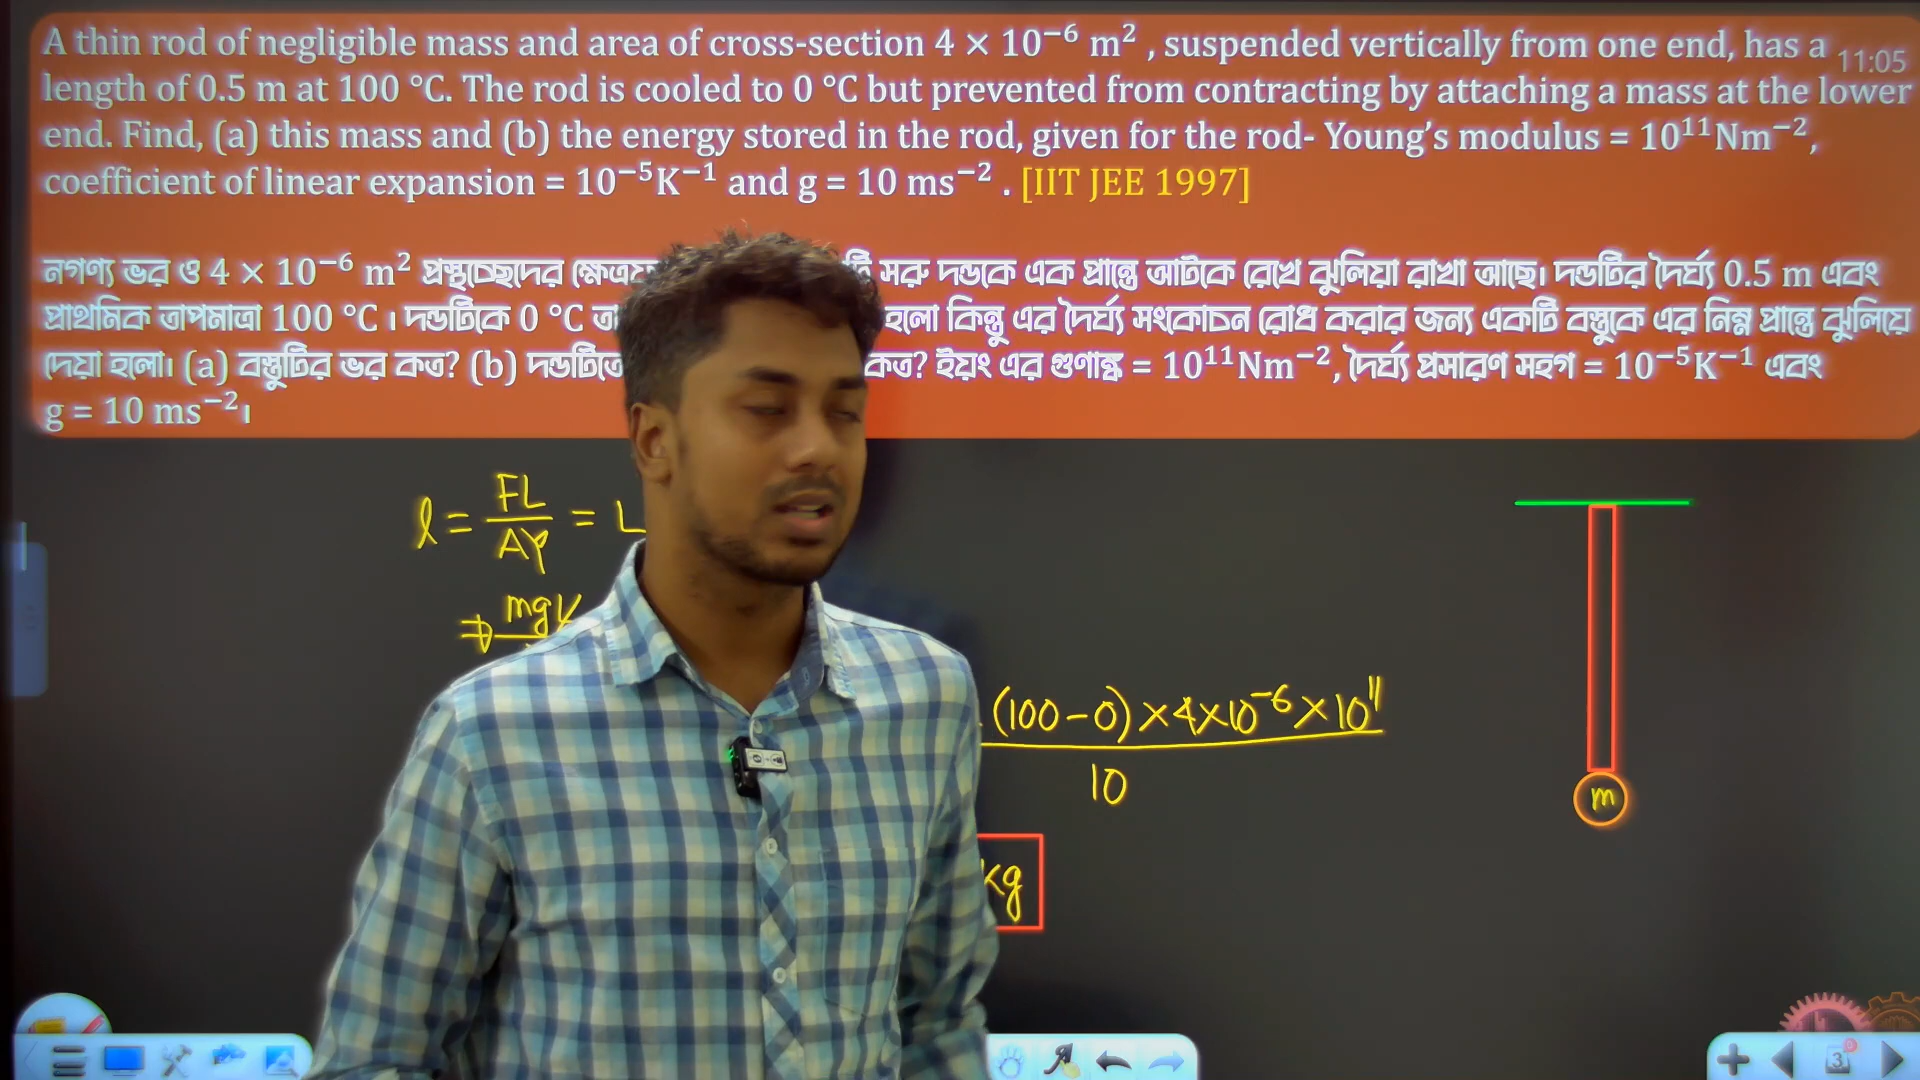 A thin rod of negligible mass and area of cross-section 4 × 10⁻⁶ m² , suspended vertically from one end, has a
11:05
length of 0.5 m at 100 °C. The rod is cooled to 0 °C but prevented from contracting by attaching a mass at the lower
end. Find, (a) this mass and (b) the energy stored in the rod, given for the rod- Young's modulus = 10¹¹Nm⁻²,
coefficient of linear expansion = 10⁻⁵K⁻¹ and g = 10 ms⁻² . [IIT JEE 1997]
নগণ্য ভর ও 4 × 10⁻⁶ m² প্রস্থচ্ছেদের সরু দন্ডকে এক প্রান্তে আটকে রেখে ঝুলিয়া রাখা আছে। দন্ডটির দৈর্ঘ্য 0.5 m এবং
প্রাথমিক তাপমাত্রা 100 °C । দন্ডটিকে 0 °C হলো কিন্তু এর দৈর্ঘ্য সংকোচন রোধ করার জন্য একটি বস্তুকে এর নিম্ন প্রান্তে ঝুলিয়ে
দেয়া হলো। (a) বস্তুটির ভর কত? (b) কত? ইয়ং এর গুণাঙ্ক = 10¹¹Nm⁻², দৈর্ঘ্য প্রসারণ সহগ = 10⁻⁵K⁻¹ এবং
g = 10 ms⁻²।
l = FL/AY = L
⇒ mgL
(100-0)×4×10⁻⁶×10¹¹
10
kg
m
3